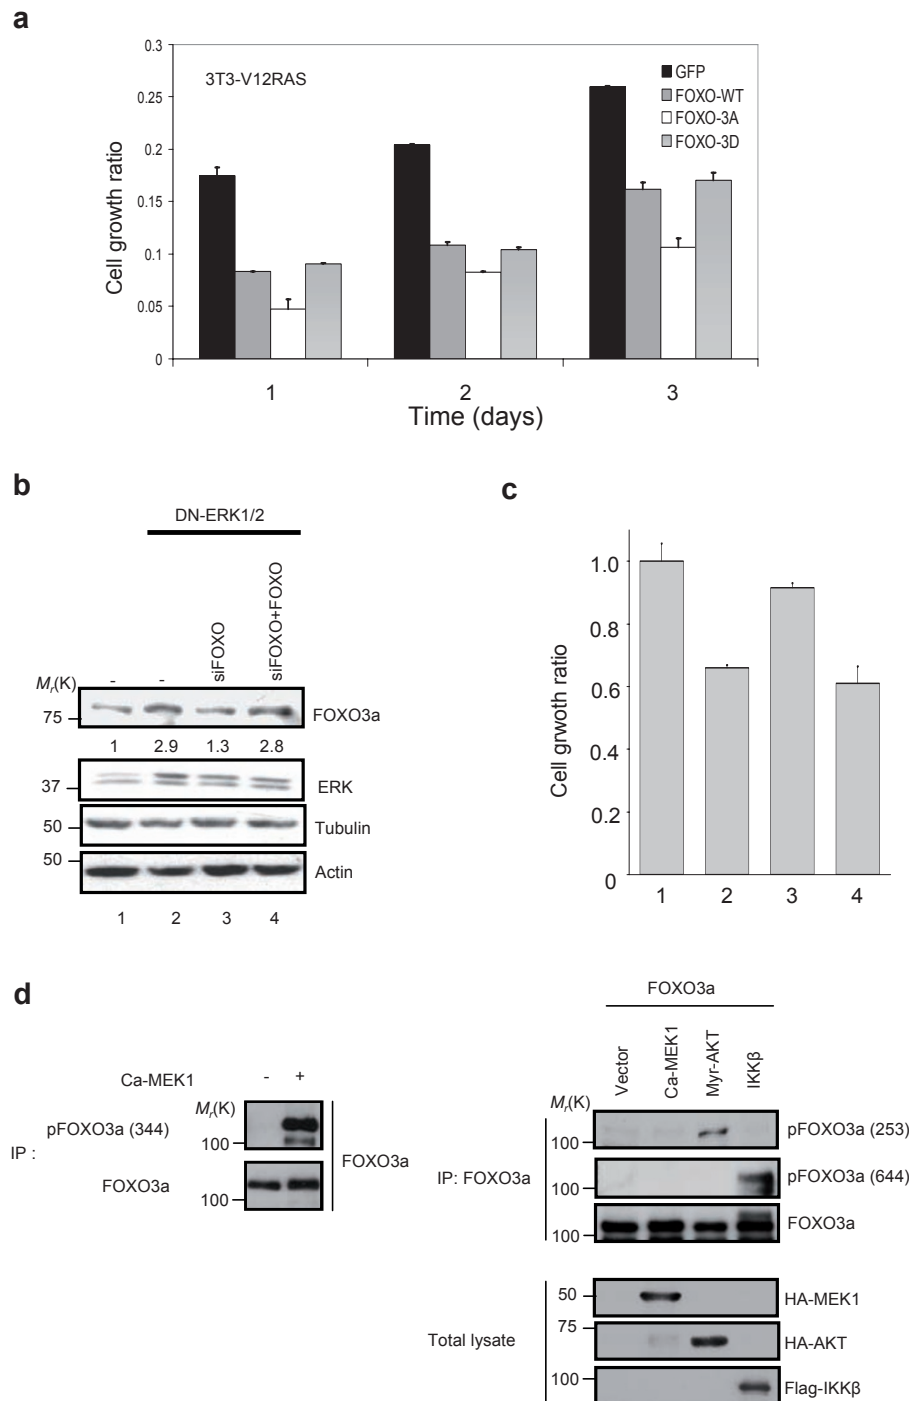 a
0.3
0.25
0.2
0.15
0.1
0.05
0
Cell growth ratio
3T3-V12RAS
GFP
FOXO-WT
FOXO-3A
FOXO-3D
1 2 3
Time (days)
b
DN-ERK1/2
- - siFOXO siFOXO+FOXO
Mr(K)
75 FOXO3a
1 2.9 1.3 2.8
37 ERK
50 Tubulin
50 Actin
1 2 3 4
c
1.0
0.8
0.6
0.4
0.2
0
Cell grwoth ratio
1 2 3 4
d
Ca-MEK1 - +
Mr(K)
IP :
pFOXO3a (344)
100
FOXO3a
100
FOXO3a
FOXO3a
Vector Ca-MEK1 Myr-AKT IKKβ
Mr(K)
IP: FOXO3a
100 pFOXO3a (253)
100 pFOXO3a (644)
100 FOXO3a
Total lysate
50 HA-MEK1
75 HA-AKT
100 Flag-IKKβ